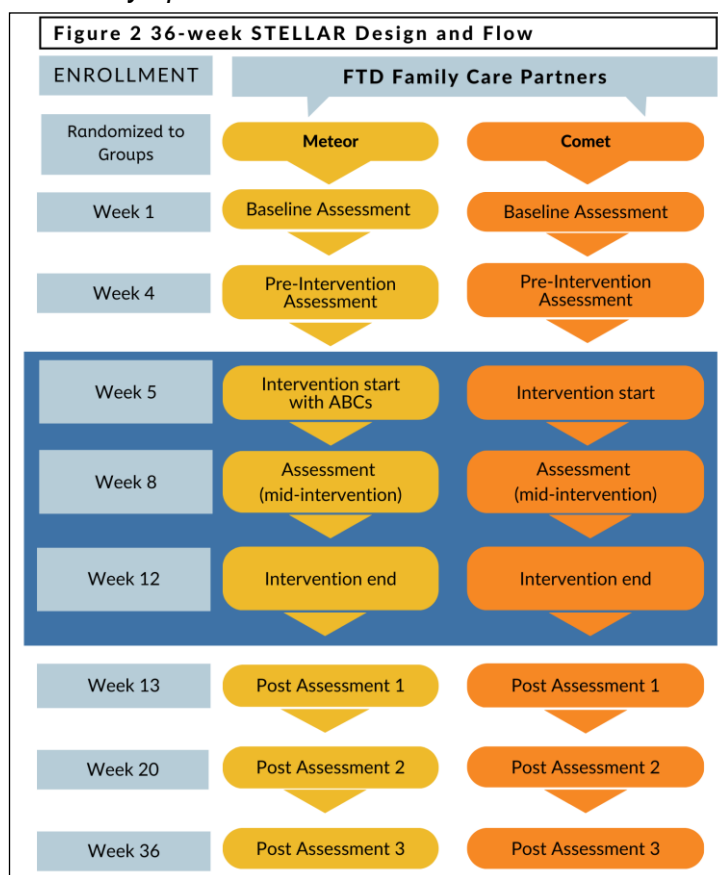 Figure 2 36-week STELLAR Design and Flow
ENROLLMENT
FTD Family Care Partners
Randomized to
Groups
Meteor
Comet
Week 1
Baseline Assessment
Baseline Assessment
Week 4
Pre-Intervention
Assessment
Pre-Intervention
Assessment
Week 5
Intervention start
with ABCs
Intervention start
Week 8
Assessment
(mid-intervention)
Assessment
(mid-intervention)
Week 12
Intervention end
Intervention end
Week 13
Post Assessment 1
Post Assessment 1
Week 20
Post Assessment 2
Post Assessment 2
Week 36
Post Assessment 3
Post Assessment 3